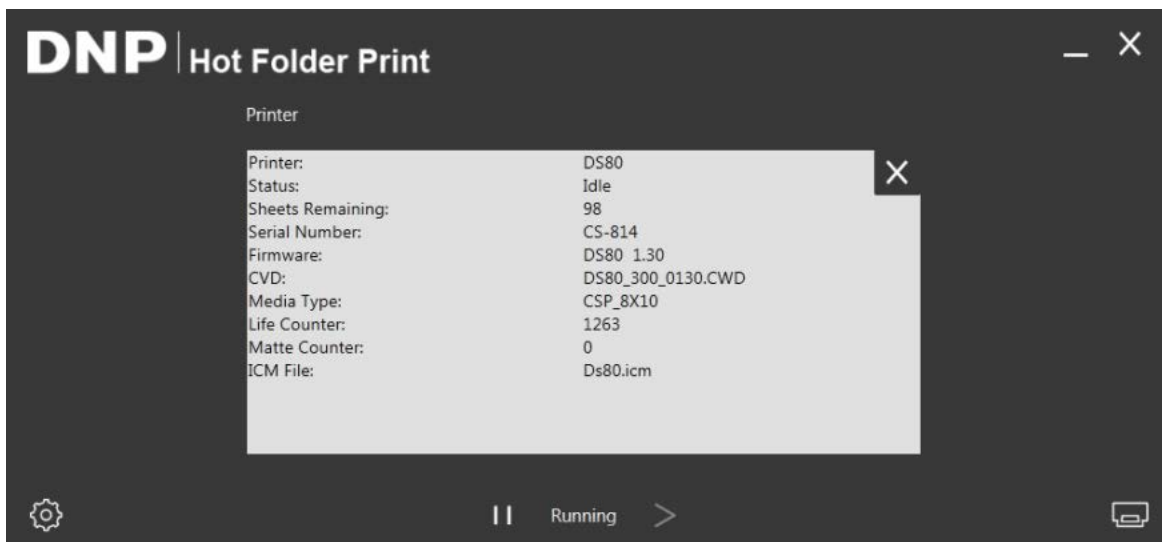 DNP Hot Folder Print
Printer
Printer: DS80
Status: Idle
Sheets Remaining: 98
Serial Number: CS-814
Firmware: DS80 1.30
CVD: DS80_300_0130.CWD
Media Type: CSP_8X10
Life Counter: 1263
Matte Counter: 0
ICM File: Ds80.icm
Running